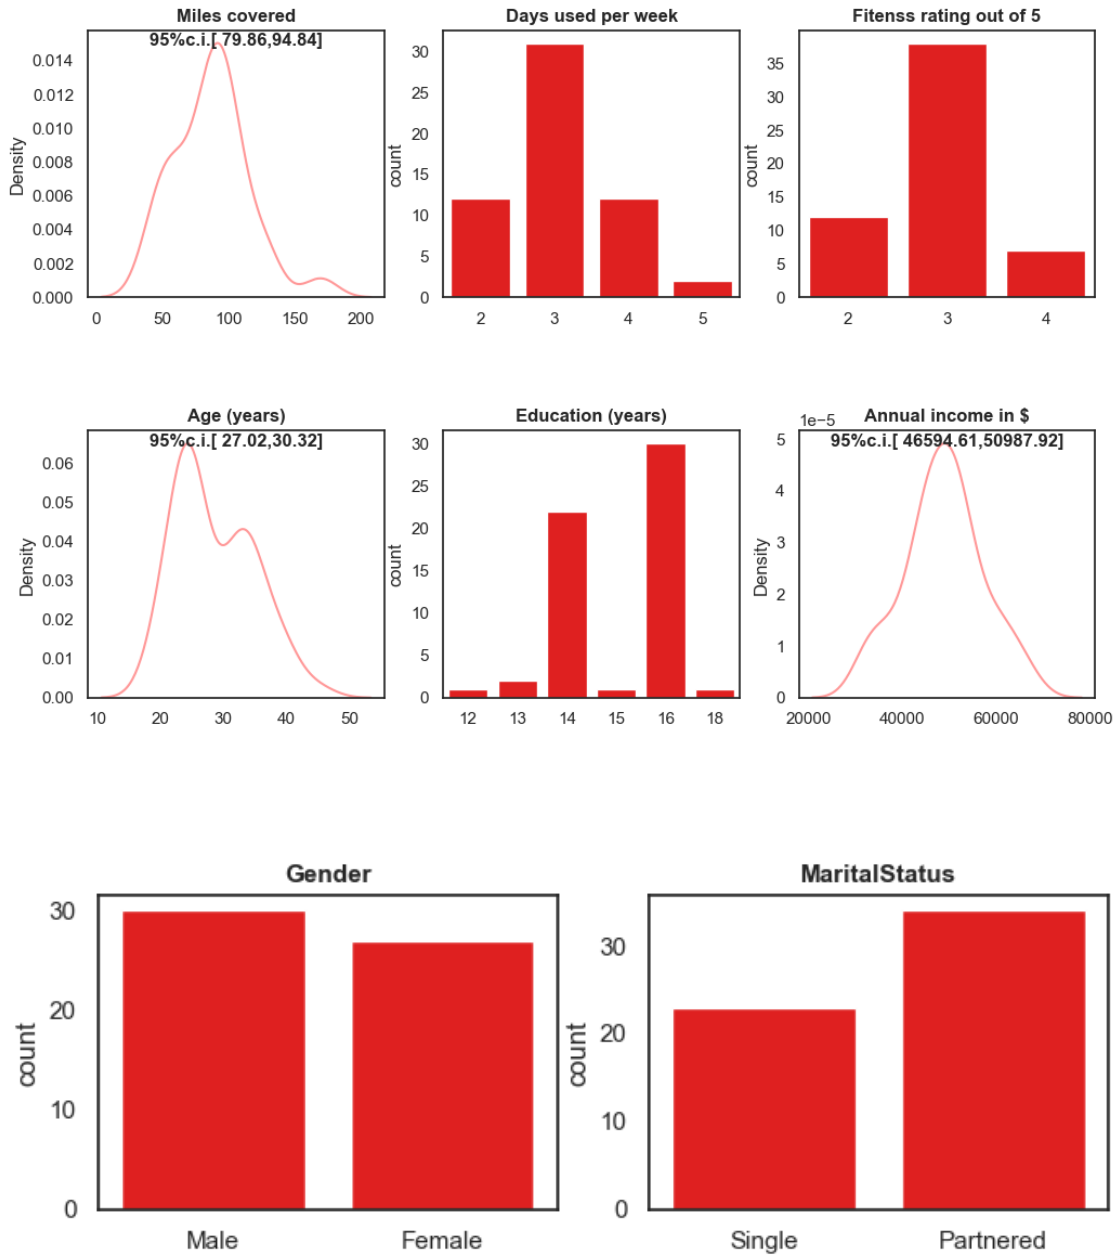 Miles covered
95%c.i.[ 79.86,94.84]
Density
0.014
0.012
0.010
0.008
0.006
0.004
0.002
0.000
0 50 100 150 200
Days used per week
count
30
25
20
15
10
5
0
2 3 4 5
Fitenss rating out of 5
count
35
30
25
20
15
10
5
0
2 3 4
Age (years)
95%c.i.[ 27.02,30.32]
Density
0.06
0.05
0.04
0.03
0.02
0.01
0.00
10 20 30 40 50
Education (years)
count
30
25
20
15
10
5
0
12 13 14 15 16 18
1e−5
Annual income in $
95%c.i.[ 46594.61,50987.92]
Density
5
4
3
2
1
0
20000 40000 60000 80000
Gender
count
30
20
10
0
Male Female
MaritalStatus
count
30
20
10
0
Single Partnered